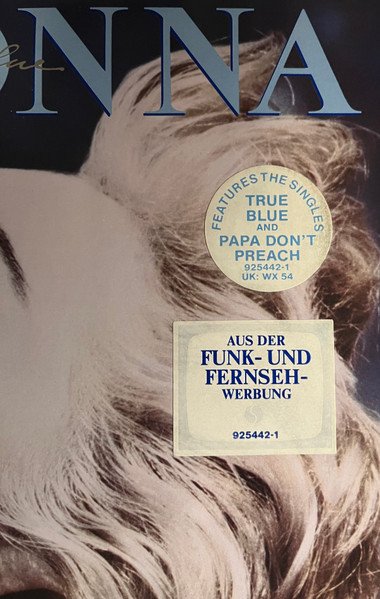 ONNA
ue
FEATURES THE SINGLES
TRUE
BLUE
AND
PAPA DON'T
PREACH
925442-1
UK: WX 54
AUS DER
FUNK- UND
FERNSEH-
WERBUNG
925442-1